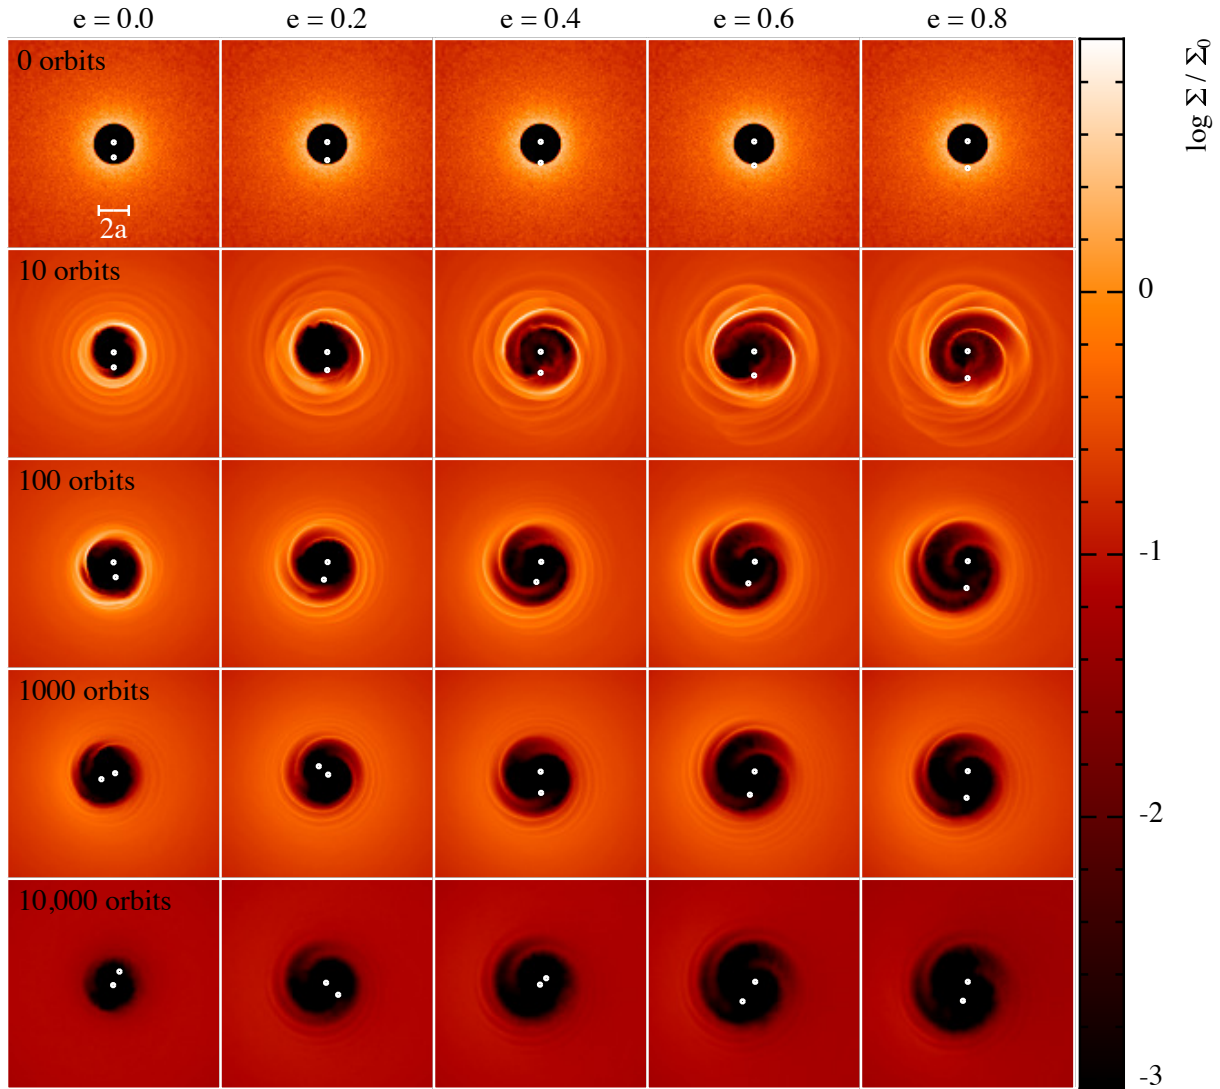 e = 0.0 e = 0.2 e = 0.4 e = 0.6 e = 0.8
0 orbits
2a
10 orbits
100 orbits
1000 orbits
10,000 orbits
0
-1
-2
-3
log Σ / Σ0